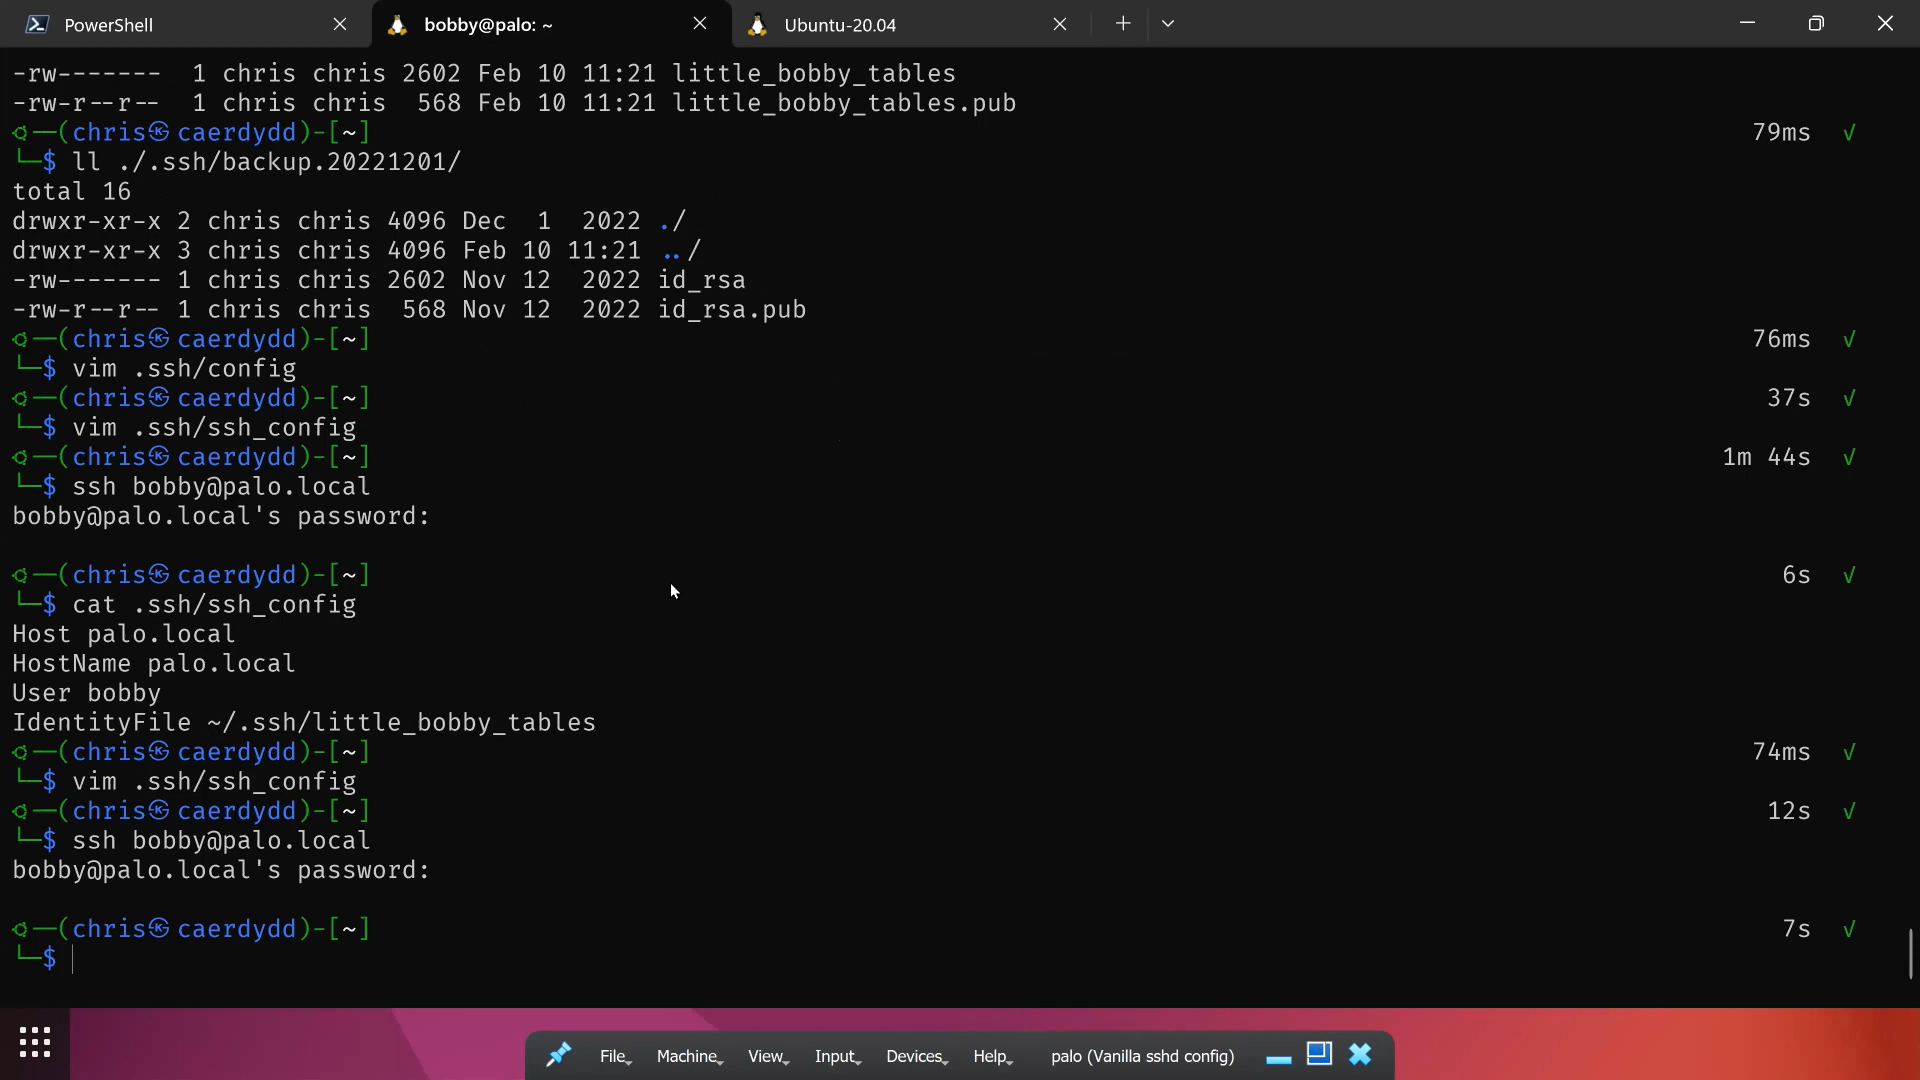 PowerShell
bobby@palo: ~
Ubuntu-20.04
-rw------- 1 chris chris 2602 Feb 10 11:21 little_bobby_tables
-rw-r--r-- 1 chris chris 568 Feb 10 11:21 little_bobby_tables.pub
(chris㉿caerdydd)-[~] 79ms √
└─$ ll ./.ssh/backup.20221201/
total 16
drwxr-xr-x 2 chris chris 4096 Dec 1 2022 ./
drwxr-xr-x 3 chris chris 4096 Feb 10 11:21 ../
-rw------- 1 chris chris 2602 Nov 12 2022 id_rsa
-rw-r--r-- 1 chris chris 568 Nov 12 2022 id_rsa.pub
(chris㉿caerdydd)-[~] 76ms √
└─$ vim .ssh/config
(chris㉿caerdydd)-[~] 37s √
└─$ vim .ssh/ssh_config
(chris㉿caerdydd)-[~] 1m 44s √
└─$ ssh bobby@palo.local
bobby@palo.local's password:
(chris㉿caerdydd)-[~] 6s √
└─$ cat .ssh/ssh_config
Host palo.local
HostName palo.local
User bobby
IdentityFile ~/.ssh/little_bobby_tables
(chris㉿caerdydd)-[~] 74ms √
└─$ vim .ssh/ssh_config
(chris㉿caerdydd)-[~] 12s √
└─$ ssh bobby@palo.local
bobby@palo.local's password:
(chris㉿caerdydd)-[~] 7s √
└─$
File Machine View Input Devices Help palo (Vanilla sshd config)